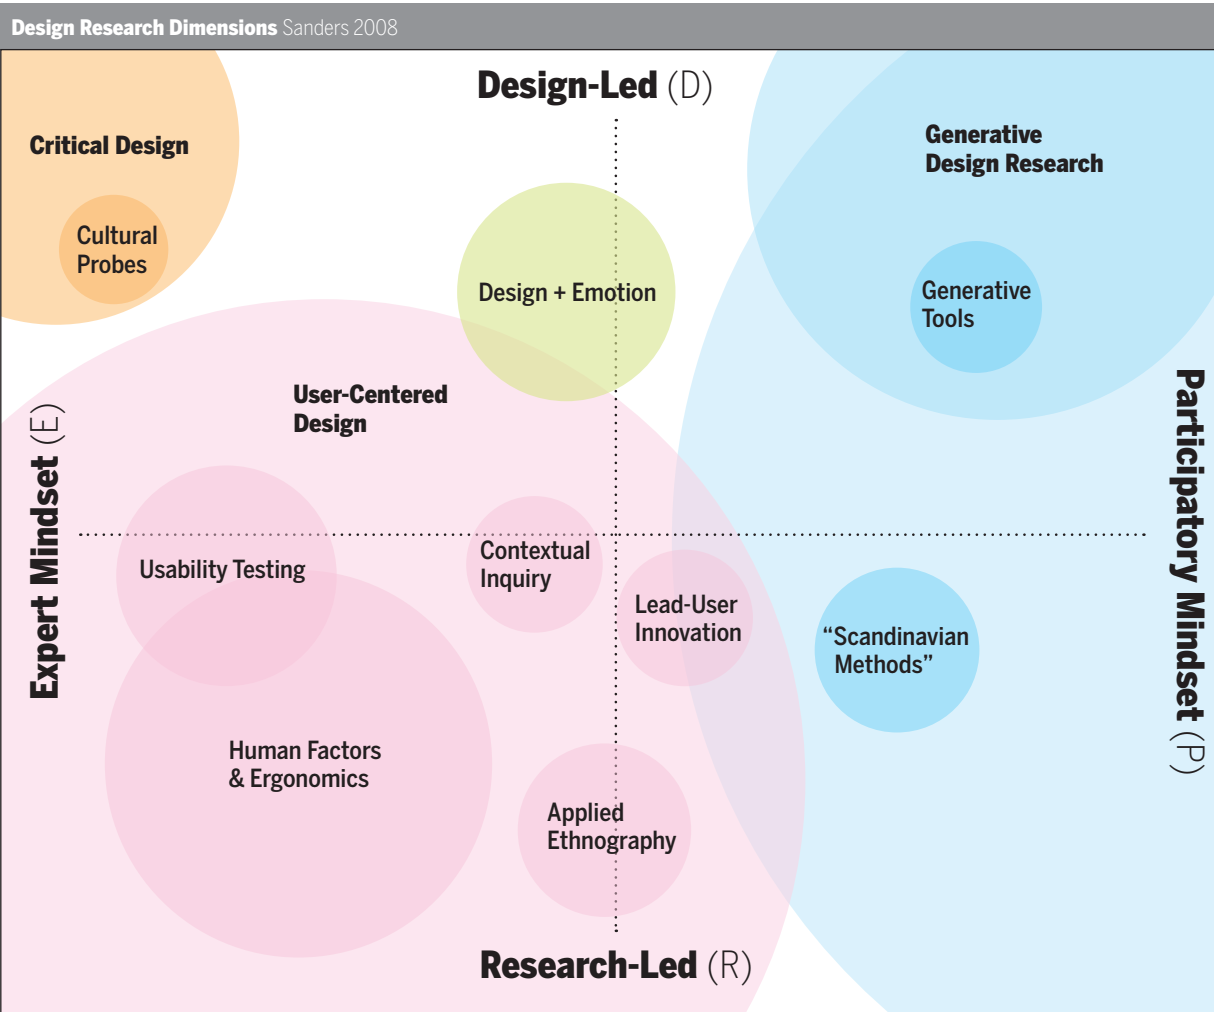 Design Research Dimensions Sanders 2008
Design-Led (D)
Critical Design
Generative
Design Research
Cultural
Probes
Design + Emotion
Generative
Tools
User-Centered
Design
Expert Mindset (E)
Participatory Mindset (P)
Usability Testing
Contextual
Inquiry
Lead-User
Innovation
“Scandinavian
Methods”
Human Factors
& Ergonomics
Applied
Ethnography
Research-Led (R)